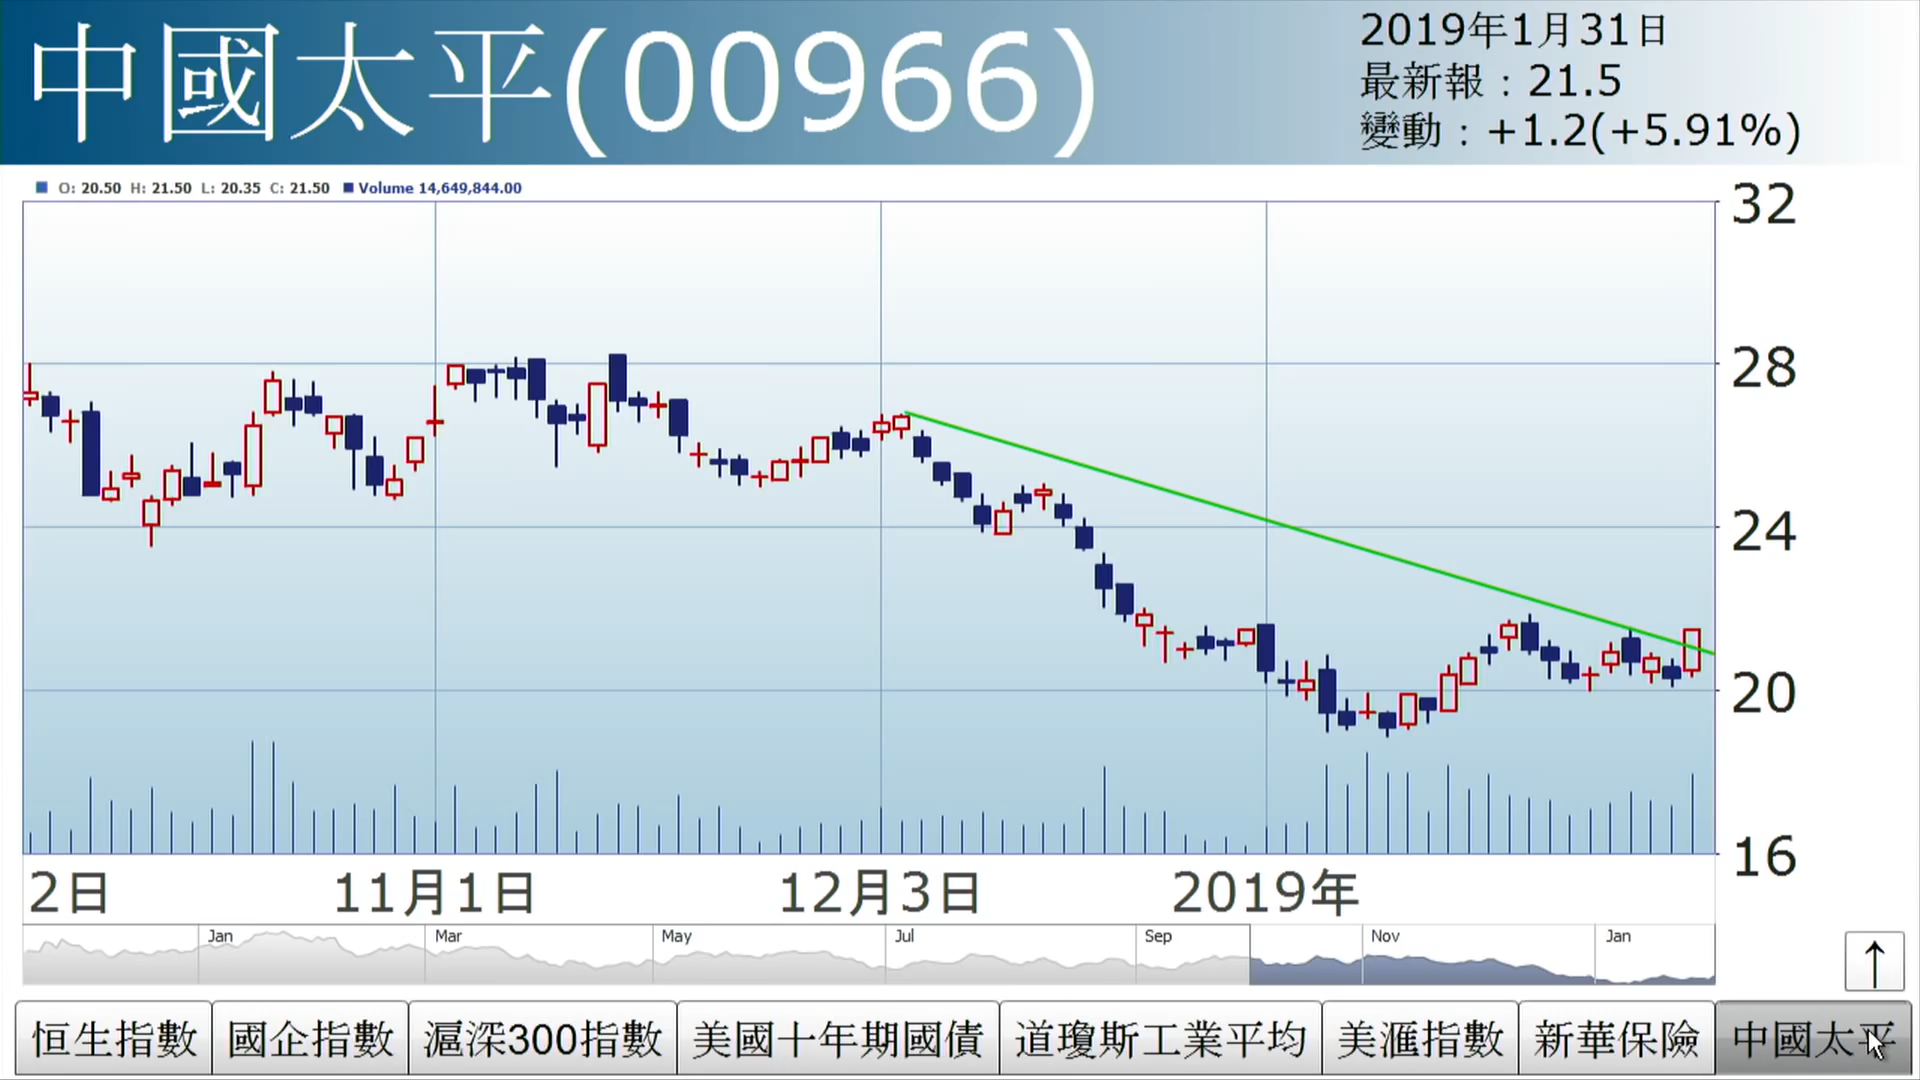 中國太平(00966)
2019年1月31日
最新報：21.5
變動：+1.2(+5.91%)
O: 20.50 H: 21.50 L: 20.35 C: 21.50 Volume 14,649,844.00
32
28
24
20
16
2日 11月1日 12月3日 2019年
Jan Mar May Jul Sep Nov Jan
↑
恒生指數 國企指數 滬深300指數 美國十年期國債 道瓊斯工業平均 美滙指數 新華保險 中國太平